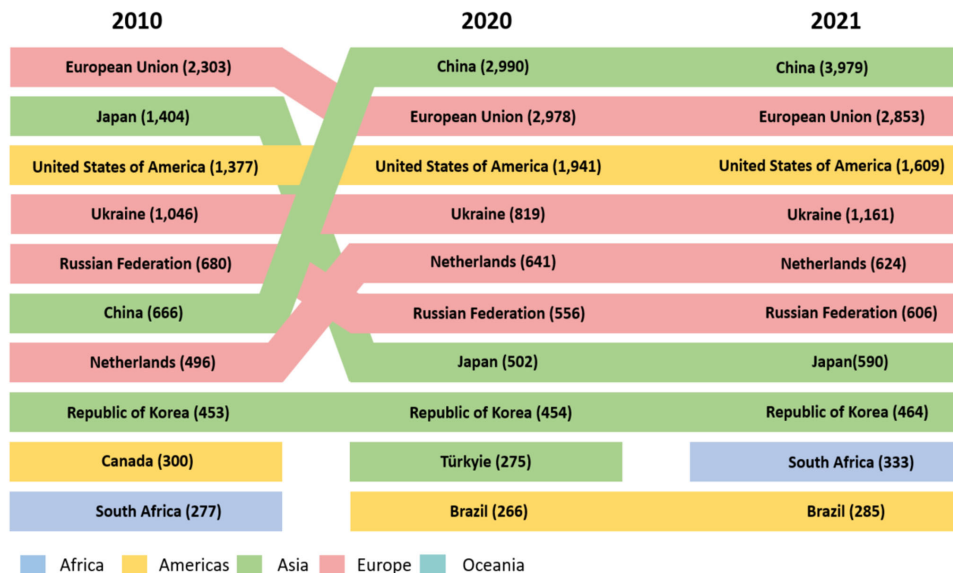 2010 2020 2021
European Union (2,303) China (2,990) China (3,979)
Japan (1,404) European Union (2,978) European Union (2,853)
United States of America (1,377) United States of America (1,941) United States of America (1,609)
Ukraine (1,046) Ukraine (819) Ukraine (1,161)
Russian Federation (680) Netherlands (641) Netherlands (624)
China (666) Russian Federation (556) Russian Federation (606)
Netherlands (496) Japan (502) Japan(590)
Republic of Korea (453) Republic of Korea (454) Republic of Korea (464)
Canada (300) Türkyie (275) South Africa (333)
South Africa (277) Brazil (266) Brazil (285)
Africa Americas Asia Europe Oceania